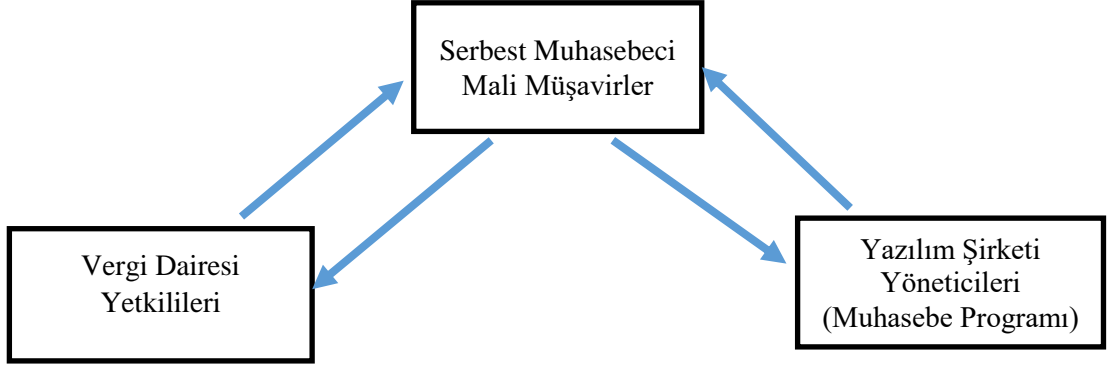 Serbest Muhasebeci
Mali Müşavirler
Vergi Dairesi
Yetkilileri
Yazılım Şirketi
Yöneticileri
(Muhasebe Programı)